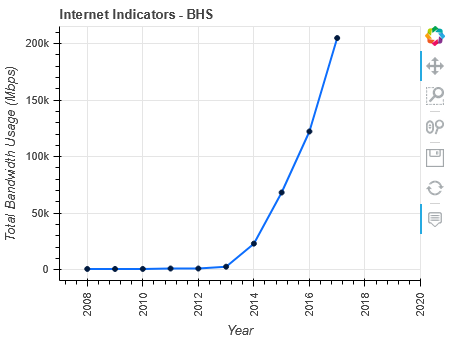 Internet Indicators - BHS
200k
150k
100k
50k
0
Total Bandwidth Usage (Mbps)
2008
2010
2012
2014
2016
2018
2020
Year